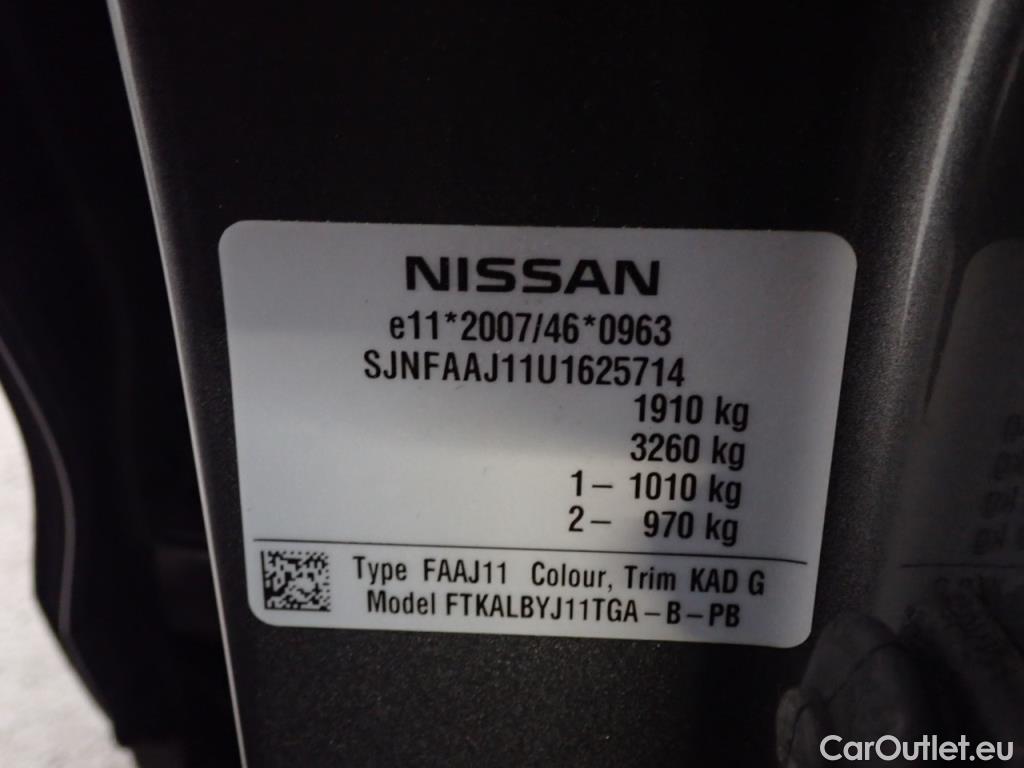 NISSAN
e11*2007/46*0963
SJNFAAJ11U1625714
1910 kg
3260 kg
1– 1010 kg
2– 970 kg
Type FAAJ11 Colour, Trim KAD G
Model FTKALBYJ11TGA–B–PB
CarOutlet.eu